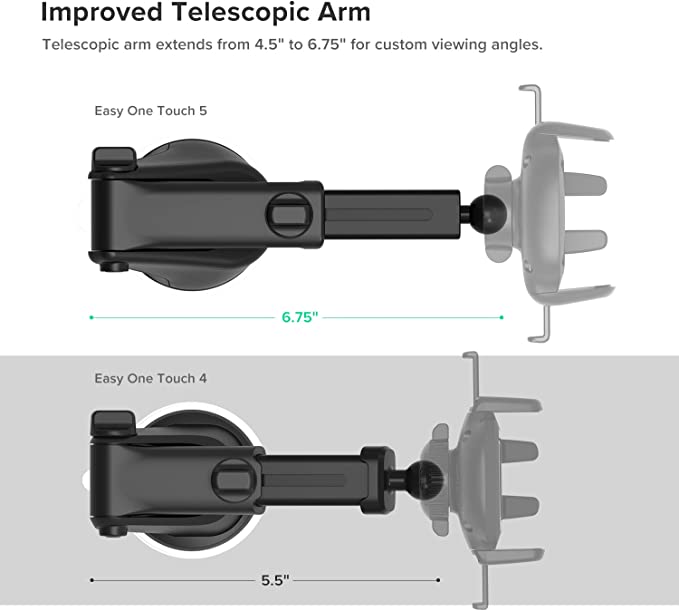 Improved Telescopic Arm
Telescopic arm extends from 4.5" to 6.75" for custom viewing angles.
Easy One Touch 5
6.75"
Easy One Touch 4
5.5"